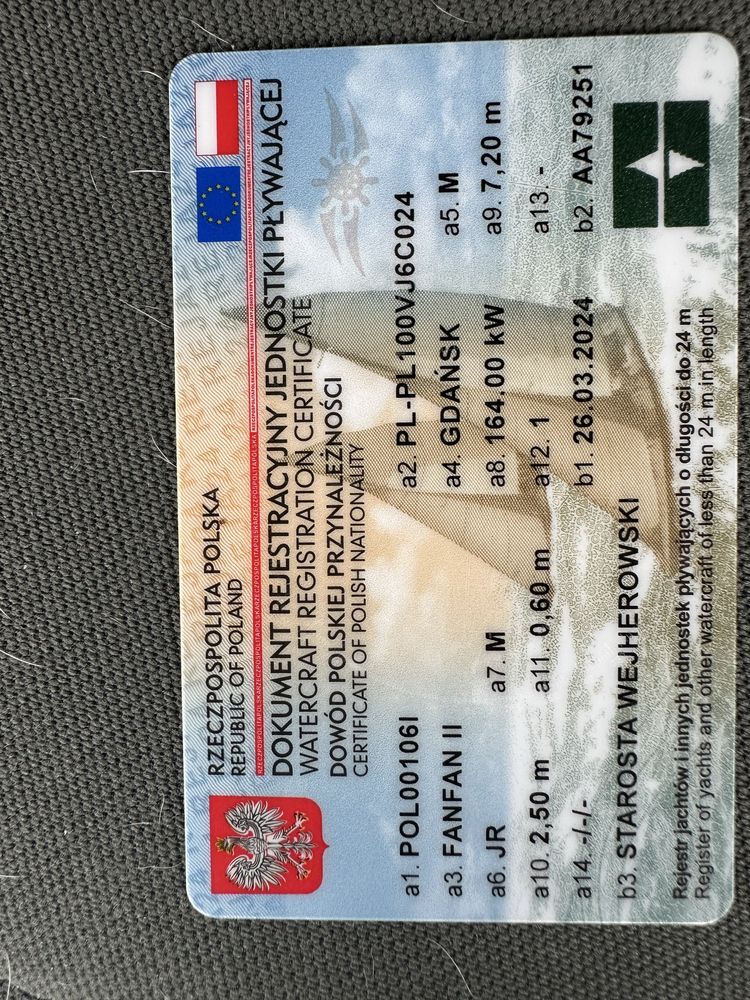 RZECZPOSPOLITA POLSKA
REPUBLIC OF POLAND
DOKUMENT REJESTRACYJNY JEDNOSTKI PŁYWAJĄCEJ
WATERCRAFT REGISTRATION CERTIFICATE
DOWÓD POLSKIEJ PRZYNALEŻNOŚCI
CERTIFICATE OF POLISH NATIONALITY
a1. POL00106I a2. PL-PL100VJ6C024
a3. FANFAN II a4. GDAŃSK a5. M
a6. JR a7. M a8. 164.00 kW a9. 7,20 m
a10. 2,50 m a11. 0,60 m a12. 1 a13. -
a14. -/-/- b1. 26.03.2024 b2. AA79251
b3. STAROSTA WEJHEROWSKI
Rejestr jachtów i innych jednostek pływających o długości do 24 m
Register of yachts and other watercraft of less than 24 m in length